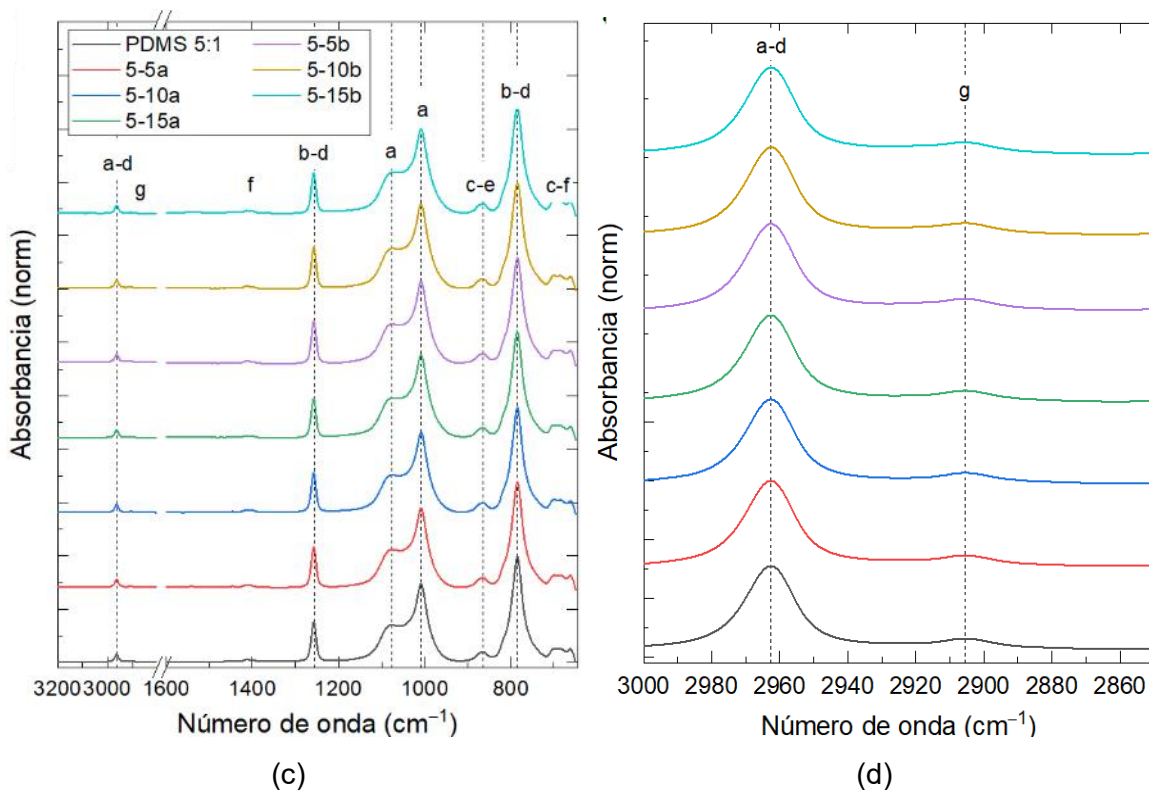 PDMS 5:1
5-5a
5-10a
5-15a
5-5b
5-10b
5-15b
a-d
g
f
b-d
a
a
c-e
b-d
c-f
Absorbancia (norm)
3200 3000 1600 1400 1200 1000 800
Número de onda (cm⁻¹)
(c)
a-d
g
Absorbancia (norm)
3000 2980 2960 2940 2920 2900 2880 2860
Número de onda (cm⁻¹)
(d)